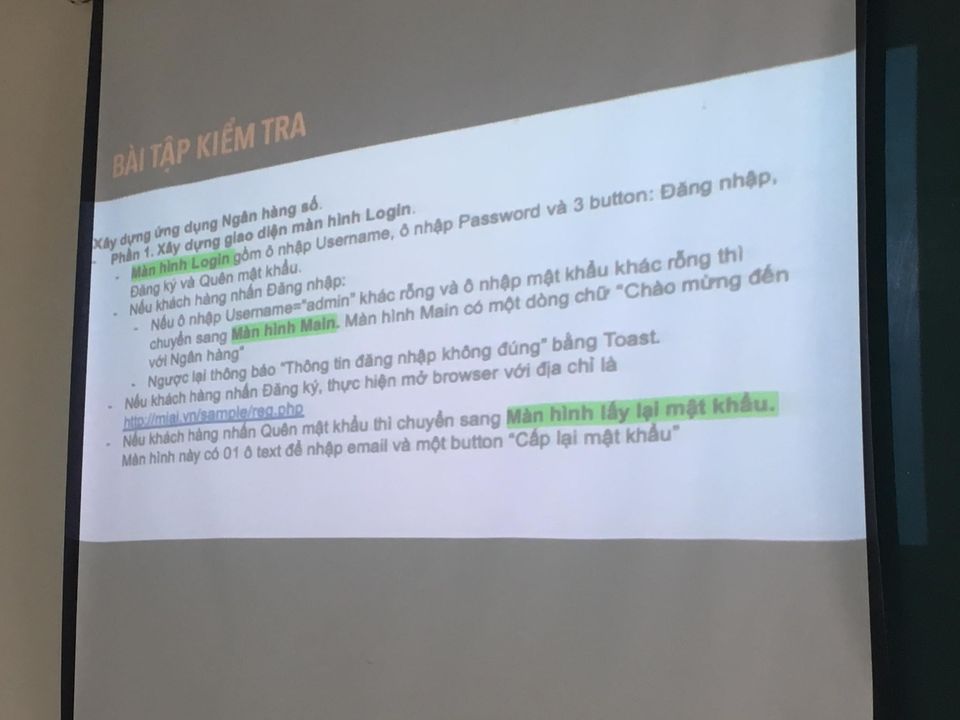 BÀI TẬP KIỂM TRA
Xây dựng ứng dụng Ngân hàng số.
- Phần 1. Xây dựng giao diện màn hình Login.
- Màn hình Login gồm ô nhập Username, ô nhập Password và 3 button: Đăng nhập,
Đăng ký và Quên mật khẩu.
- Nếu khách hàng nhấn Đăng nhập:
- Nếu ô nhập Username="admin" khác rỗng và ô nhập mật khẩu khác rỗng thì
chuyển sang Màn hình Main. Màn hình Main có một dòng chữ "Chào mừng đến
với Ngân hàng"
- Ngược lại thông báo "Thông tin đăng nhập không đúng" bằng Toast.
- Nếu khách hàng nhấn Đăng ký, thực hiện mở browser với địa chỉ là
http://miai.vn/sample/reg.php
- Nếu khách hàng nhấn Quên mật khẩu thì chuyển sang Màn hình lấy lại mật khẩu.
Màn hình này có 01 ô text để nhập email và một button "Cấp lại mật khẩu"